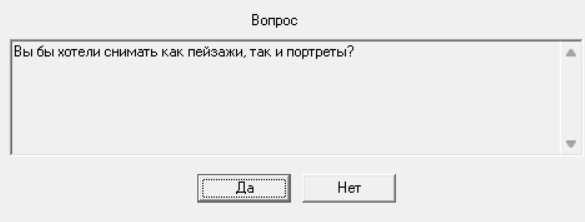 Вопрос
Вы бы хотели снимать как пейзажи, так и портреты?
Да
Нет